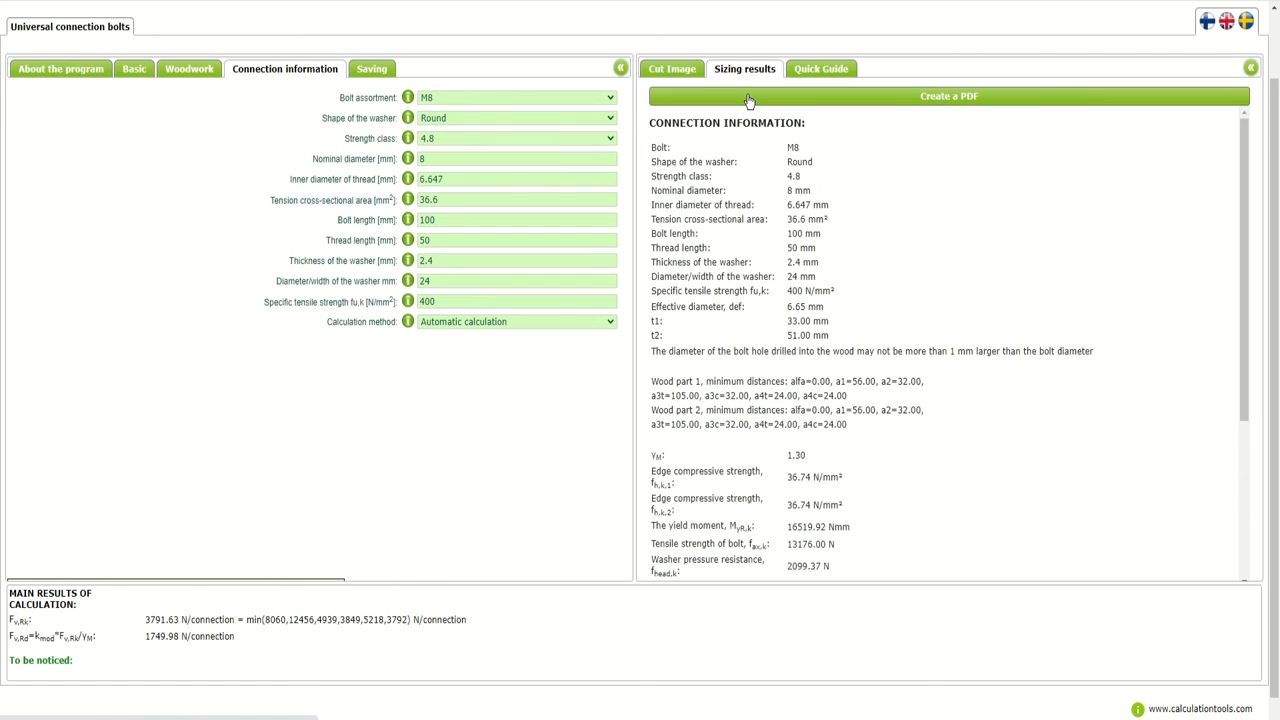 Universal connection bolts
About the program
Basic
Woodwork
Connection information
Saving
Bolt assortment: M8
Shape of the washer: Round
Strength class: 4.8
Nominal diameter [mm]: 8
Inner diameter of thread [mm]: 6.647
Tension cross-sectional area [mm²]: 36.6
Bolt length [mm]: 100
Thread length [mm]: 50
Thickness of the washer [mm]: 2.4
Diameter/width of the washer mm: 24
Specific tensile strength fu,k [N/mm²]: 400
Calculation method: Automatic calculation
Cut Image
Sizing results
Quick Guide
Create a PDF
CONNECTION INFORMATION:
Bolt: M8
Shape of the washer: Round
Strength class: 4.8
Nominal diameter: 8 mm
Inner diameter of thread: 6.647 mm
Tension cross-sectional area: 36.6 mm²
Bolt length: 100 mm
Thread length: 50 mm
Thickness of the washer: 2.4 mm
Diameter/width of the washer: 24 mm
Specific tensile strength fu,k: 400 N/mm²
Effective diameter, def: 6.65 mm
t1: 33.00 mm
t2: 51.00 mm
The diameter of the bolt hole drilled into the wood may not be more than 1 mm larger than the bolt diameter
Wood part 1, minimum distances: alfa=0.00, a1=56.00, a2=32.00,
a3t=105.00, a3c=32.00, a4t=24.00, a4c=24.00
Wood part 2, minimum distances: alfa=0.00, a1=56.00, a2=32.00,
a3t=105.00, a3c=32.00, a4t=24.00, a4c=24.00
γM: 1.30
Edge compressive strength,
fh,k,1: 36.74 N/mm²
Edge compressive strength,
fh,k,2: 36.74 N/mm²
The yield moment, MyR,k: 16519.92 Nmm
Tensile strength of bolt, fax,k: 13176.00 N
Washer pressure resistance,
fhead,k: 2099.37 N
MAIN RESULTS OF
CALCULATION:
Fv,Rk: 3791.63 N/connection = min(8060,12456,4939,3849,5218,3792) N/connection
Fv,Rd=kmod*Fv,Rk/γM: 1749.98 N/connection
To be noticed:
www.calculationtools.com